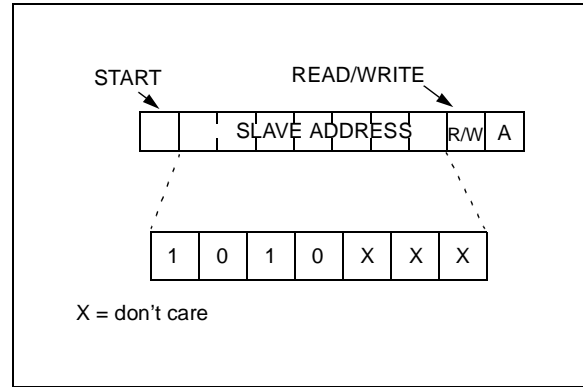 START READ/WRITE
SLAVE ADDRESS R/W A
1 0 1 0 X X X
X = don't care